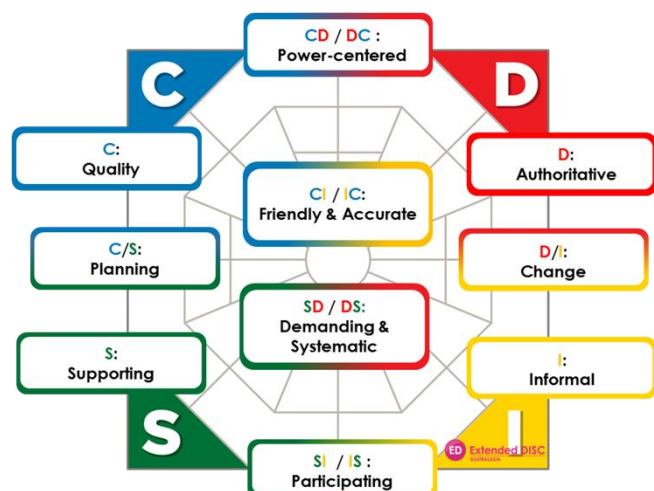 CD / DC :
Power-centered
C
D
C:
Quality
D:
Authoritative
CI / IC:
Friendly & Accurate
C/S:
Planning
D/I:
Change
SD / DS:
Demanding &
Systematic
S:
Supporting
I:
Informal
S
I
ED
Extended DISC
AUSTRALASIA
SI / IS :
Participating